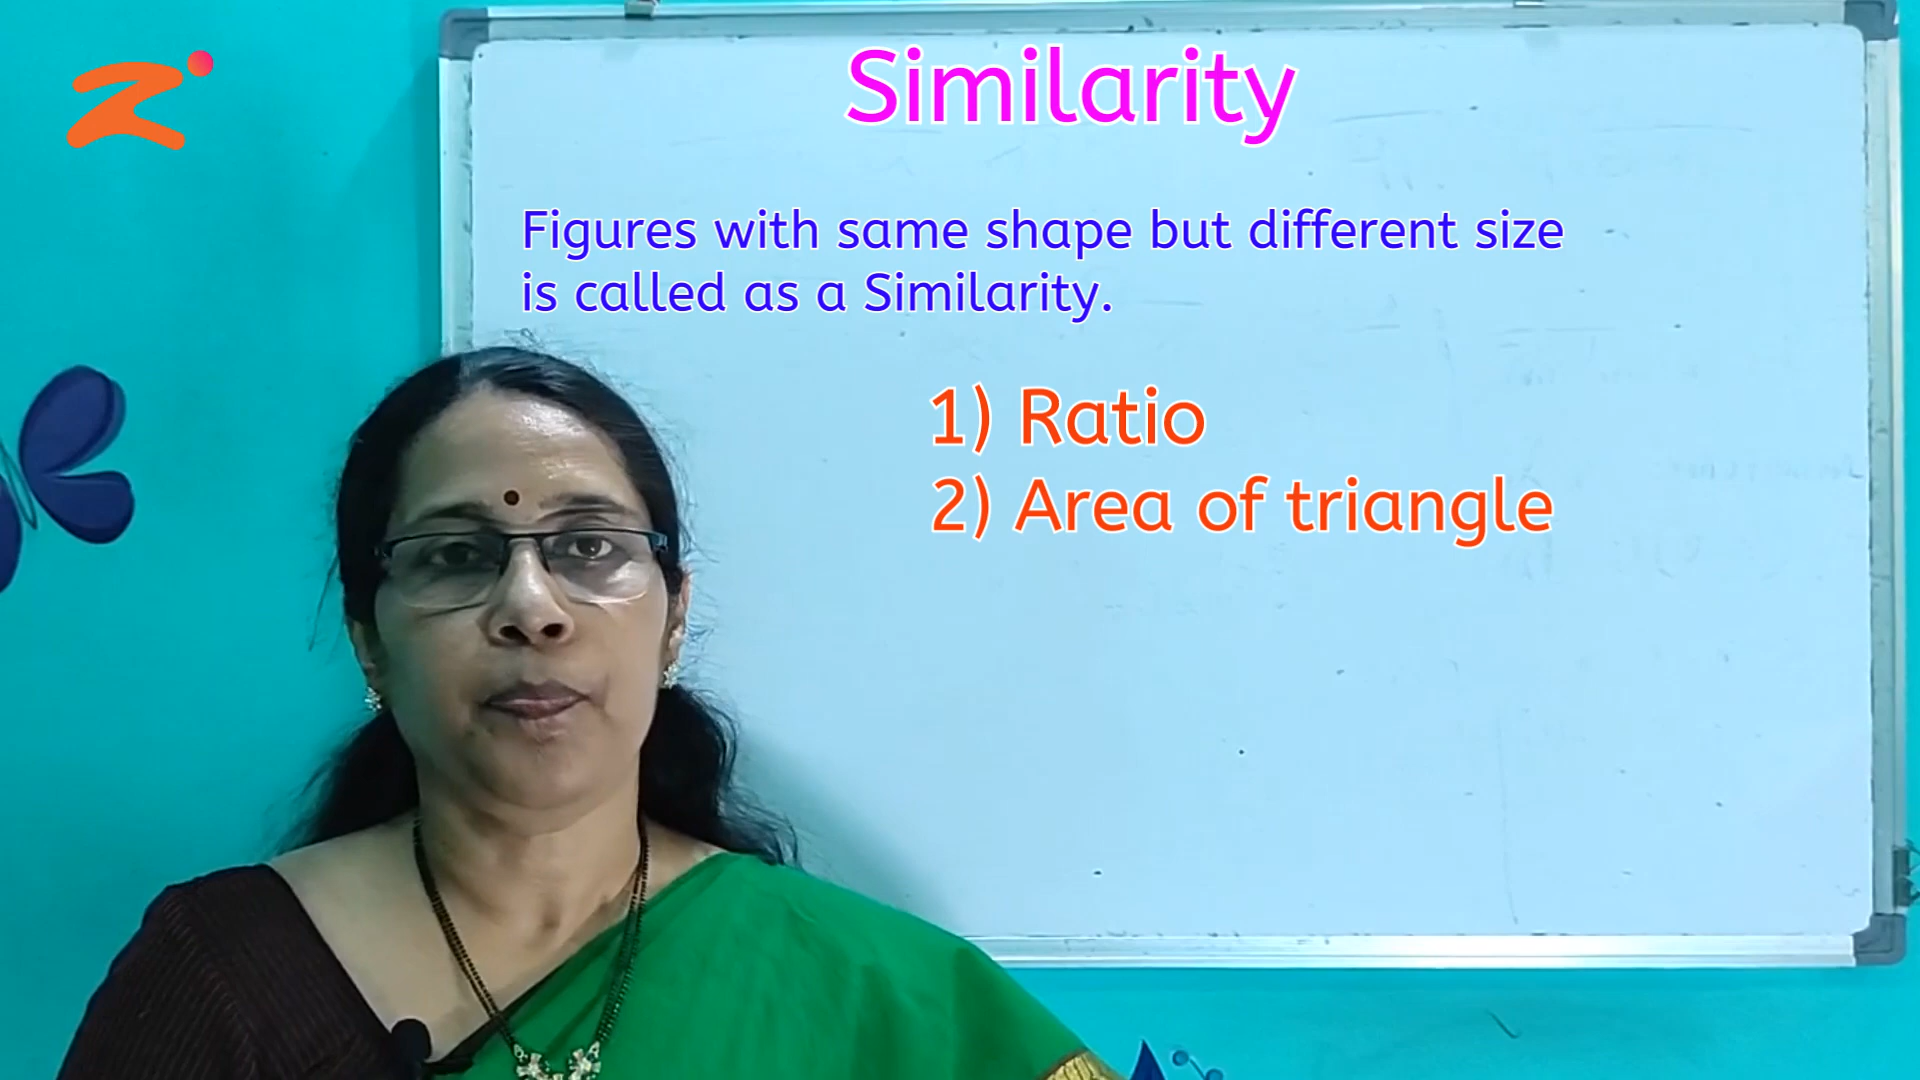 Similarity
Figures with same shape but different size
is called as a Similarity.
1) Ratio
2) Area of triangle